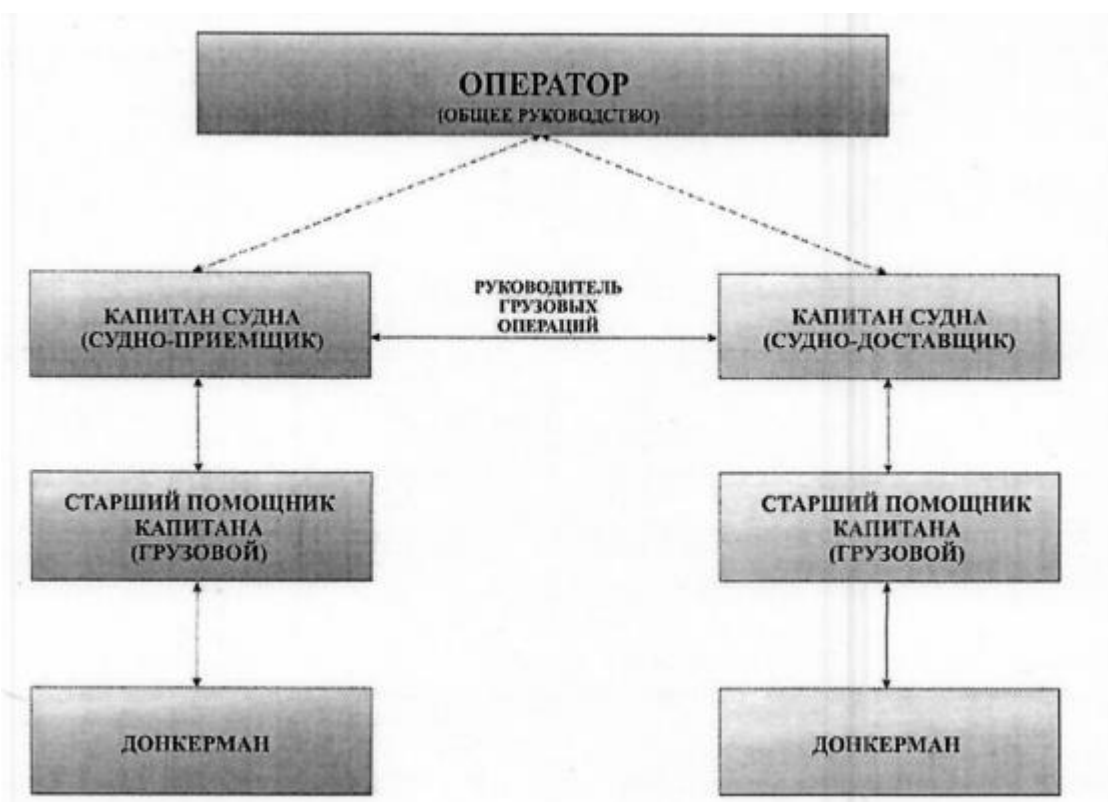 ОПЕРАТОР
(ОБЩЕЕ РУКОВОДСТВО)
РУКОВОДИТЕЛЬ
ГРУЗОВЫХ
ОПЕРАЦИЙ
КАПИТАН СУДНА
(СУДНО-ПРИЕМЩИК)
КАПИТАН СУДНА
(СУДНО-ДОСТАВЩИК)
СТАРШИЙ ПОМОЩНИК
КАПИТАНА
(ГРУЗОВОЙ)
СТАРШИЙ ПОМОЩНИК
КАПИТАНА
(ГРУЗОВОЙ)
ДОНКЕРМАН
ДОНКЕРМАН